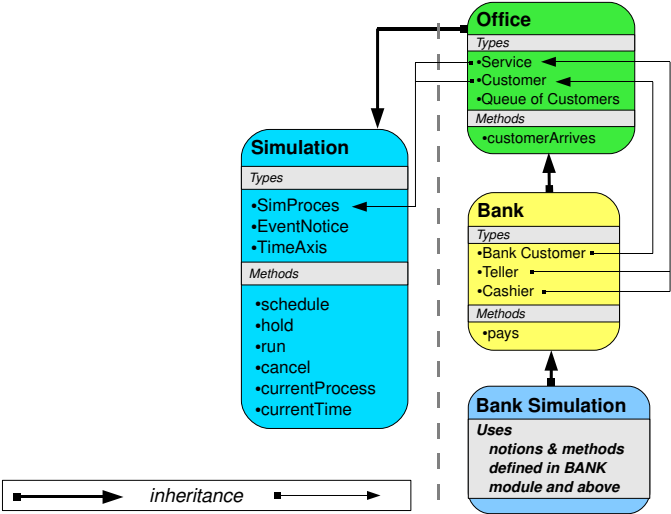 Office
Types
•Service
•Customer
•Queue of Customers
Methods
•customerArrives
Simulation
Types
•SimProces
•EventNotice
•TimeAxis
Methods
•schedule
•hold
•run
•cancel
•currentProcess
•currentTime
Bank
Types
•Bank Customer
•Teller
•Cashier
Methods
•pays
Bank Simulation
Uses
notions & methods
defined in BANK
module and above
inheritance